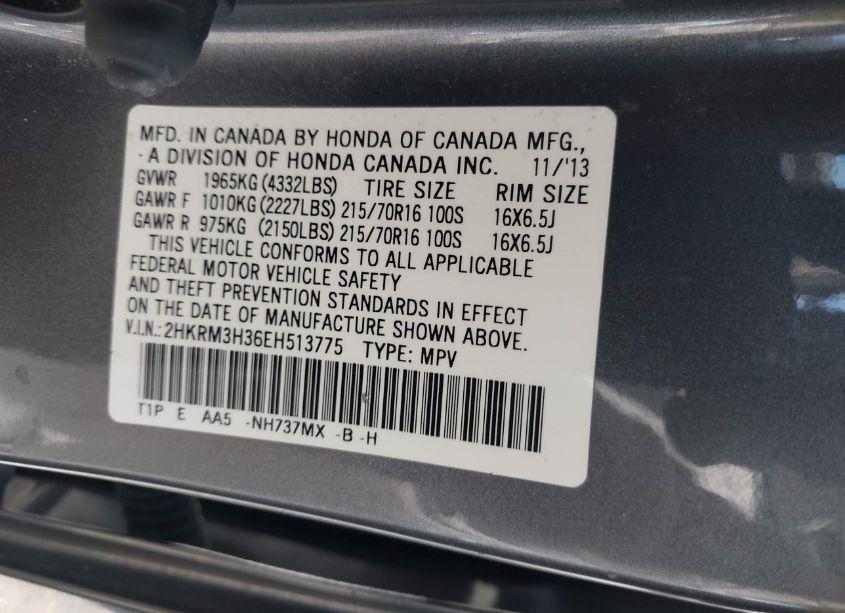 MFD. IN CANADA BY HONDA OF CANADA MFG.,
A DIVISION OF HONDA CANADA INC. 11/'13
GVWR 1965KG (4332LBS) TIRE SIZE RIM SIZE
GAWR F 1010KG (2227LBS) 215/70R16 100S 16X6.5J
GAWR R 975KG (2150LBS) 215/70R16 100S 16X6.5J
THIS VEHICLE CONFORMS TO ALL APPLICABLE
FEDERAL MOTOR VEHICLE SAFETY
AND THEFT PREVENTION STANDARDS IN EFFECT
ON THE DATE OF MANUFACTURE SHOWN ABOVE.
V.I.N.: 2HKRM3H36EH513775 TYPE: MPV
T1P E AA5 -NH737MX -B -H